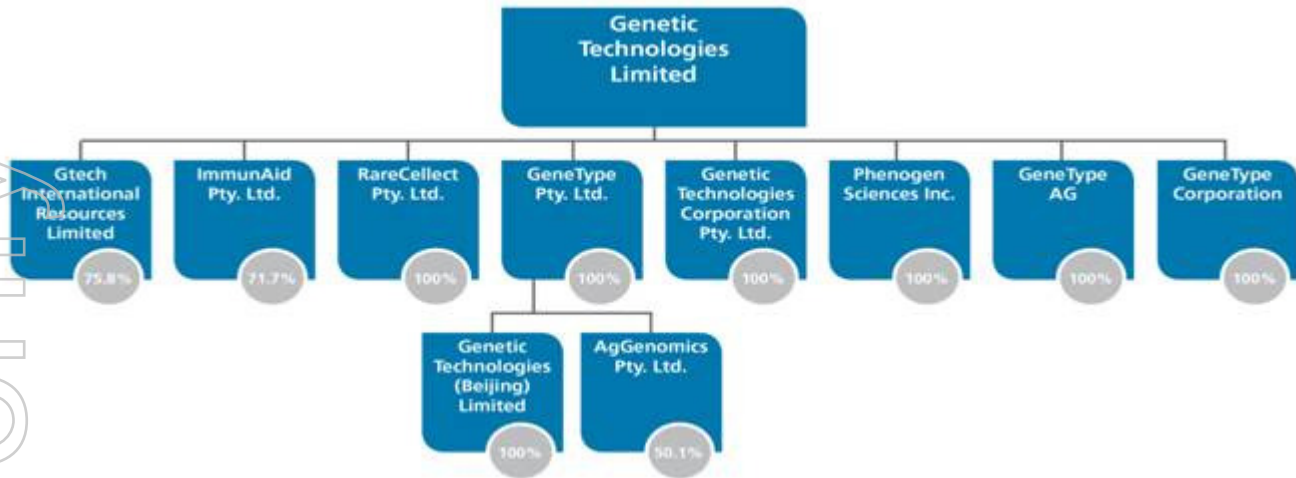 Genetic
Technologies
Limited
Gtech
International
Resources
Limited
75.8%
ImmunAid
Pty. Ltd.
71.7%
RareCellect
Pty. Ltd.
100%
GeneType
Pty. Ltd.
100%
Genetic
Technologies
Corporation
Pty. Ltd.
100%
Phenogen
Sciences Inc.
100%
GeneType
AG
100%
GeneType
Corporation
100%
Genetic
Technologies
(Beijing)
Limited
100%
AgGenomics
Pty. Ltd.
50.1%